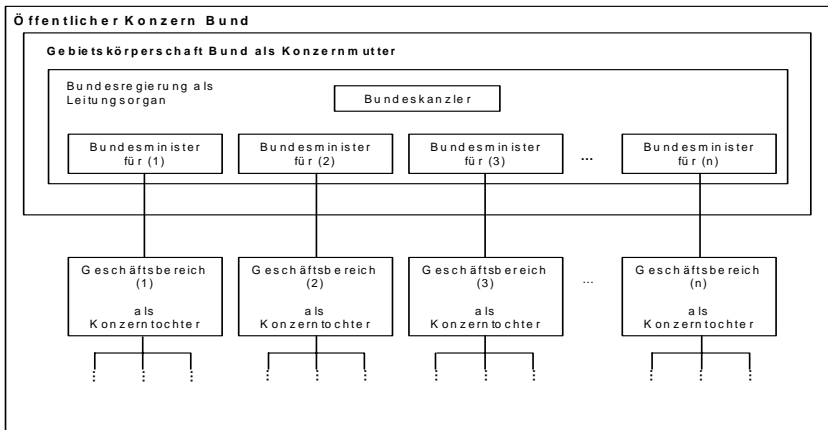 Öffentlicher Konzern Bund
Gebietskörperschaft Bund als Konzernmutter
Bundesregierung als
Leitungsorgan
Bundeskanzler
Bundesminister
für (1)
Bundesminister
für (2)
Bundesminister
für (3)
...
Bundesminister
für (n)
Geschäftsbereich
(1)
als
Konzerntochter
Geschäftsbereich
(2)
als
Konzerntochter
Geschäftsbereich
(3)
als
Konzerntochter
...
Geschäftsbereich
(n)
als
Konzerntochter